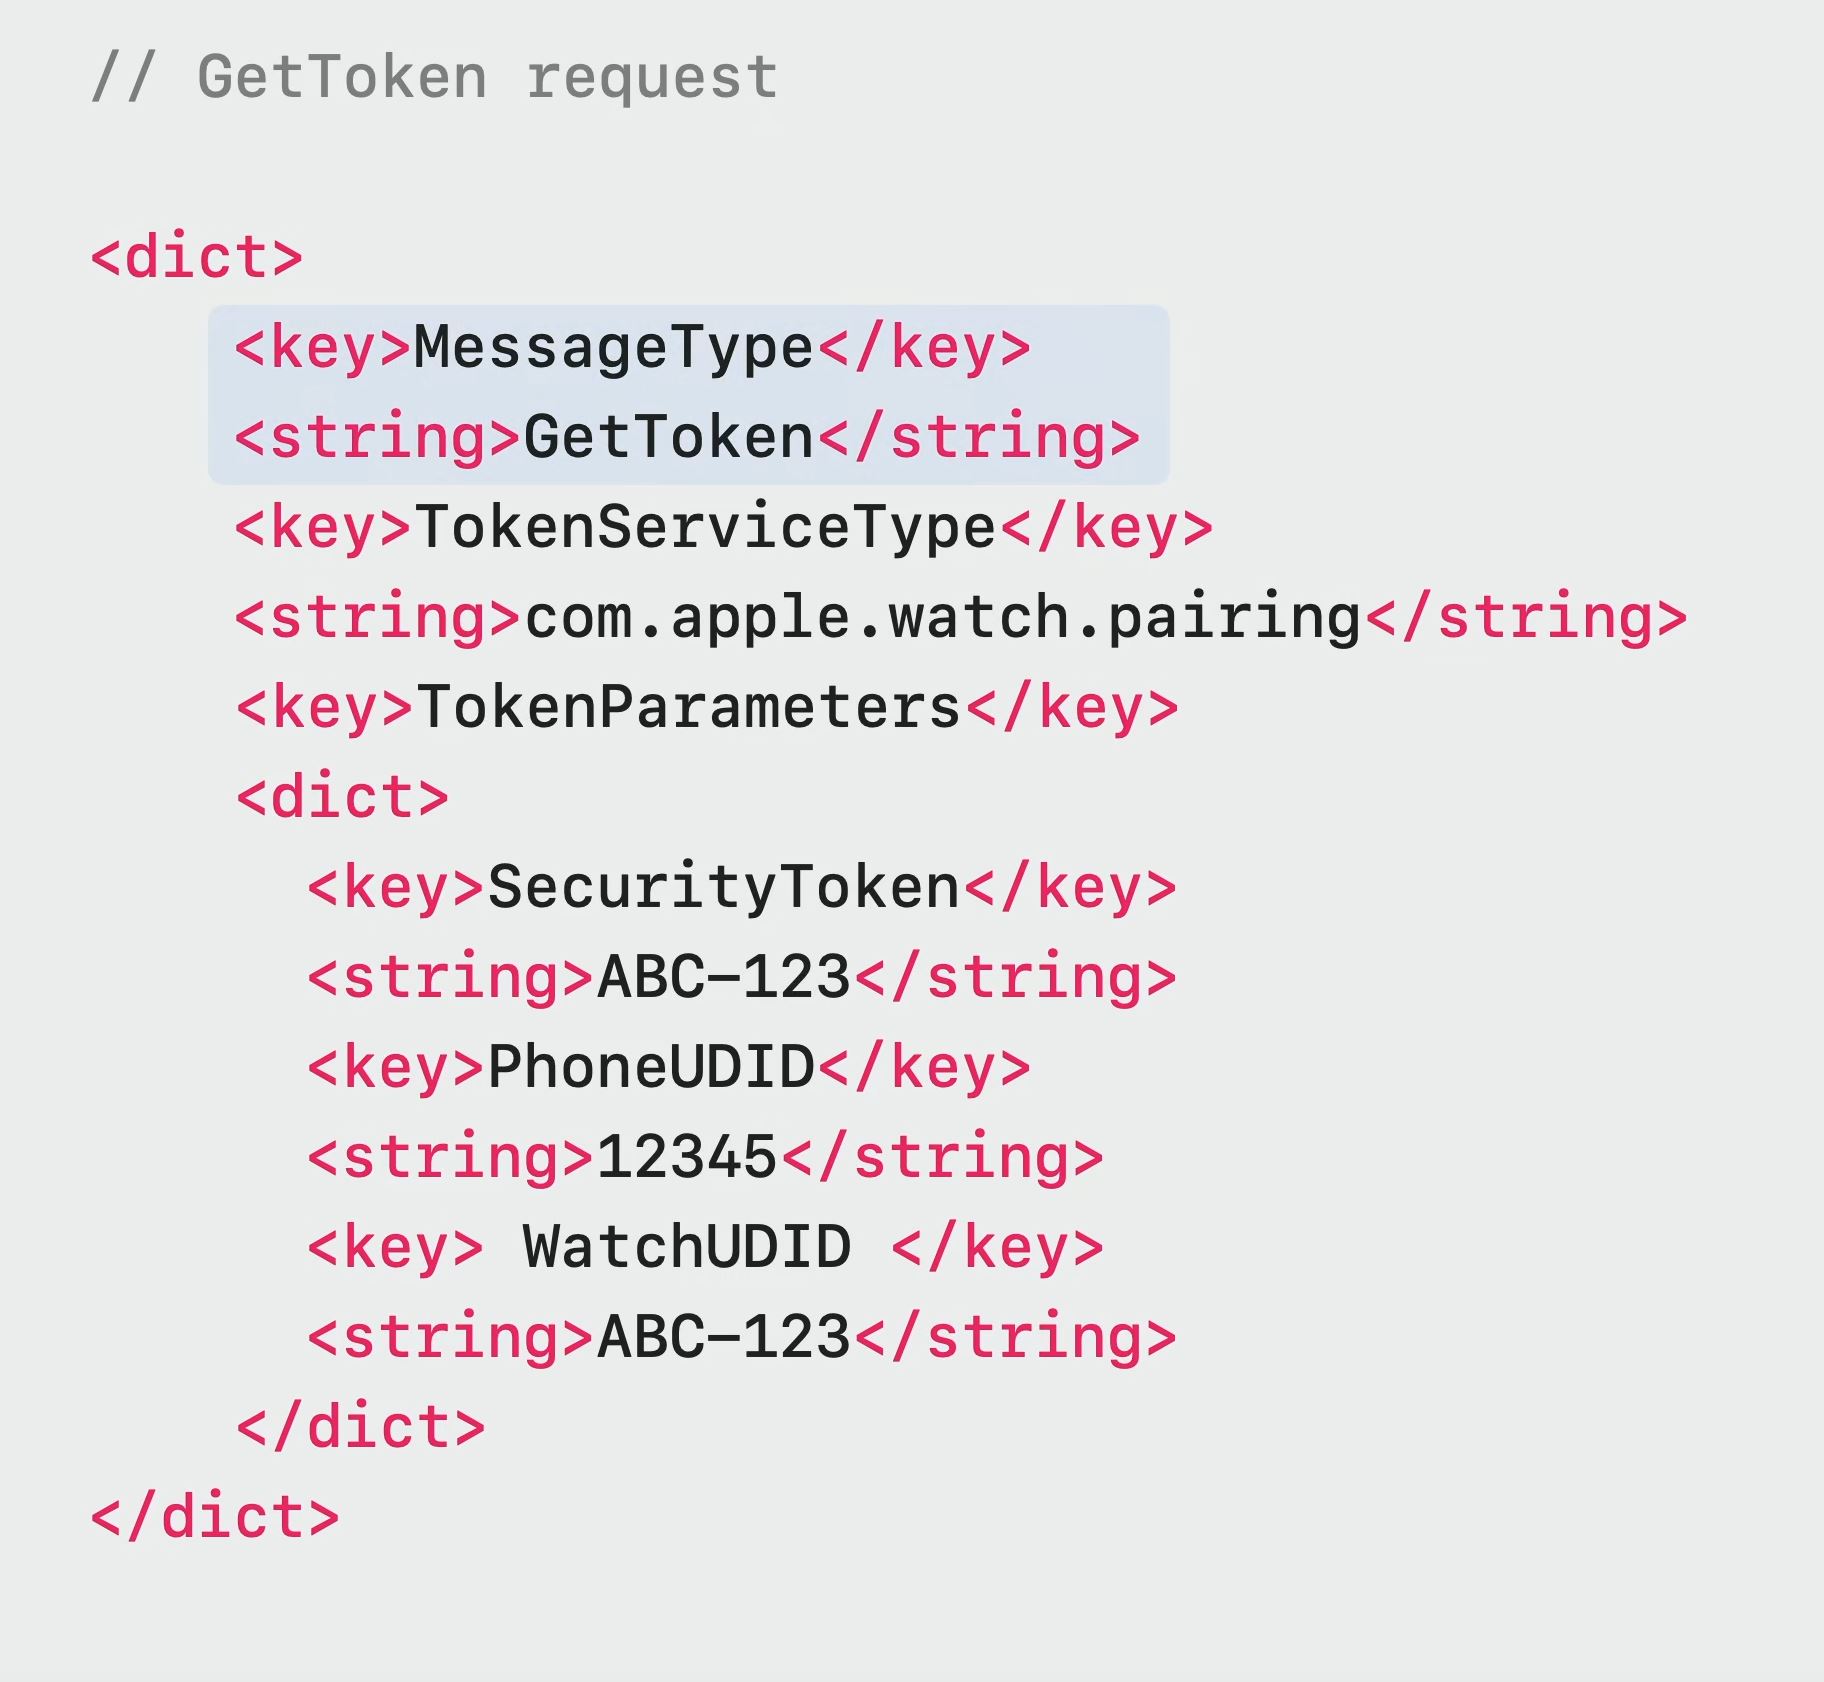 // GetToken request
<dict>
<key>MessageType</key>
<string>GetToken</string>
<key>TokenServiceType</key>
<string>com.apple.watch.pairing</string>
<key>TokenParameters</key>
<dict>
<key>SecurityToken</key>
<string>ABC–123</string>
<key>PhoneUDID</key>
<string>12345</string>
<key> WatchUDID </key>
<string>ABC–123</string>
</dict>
</dict>